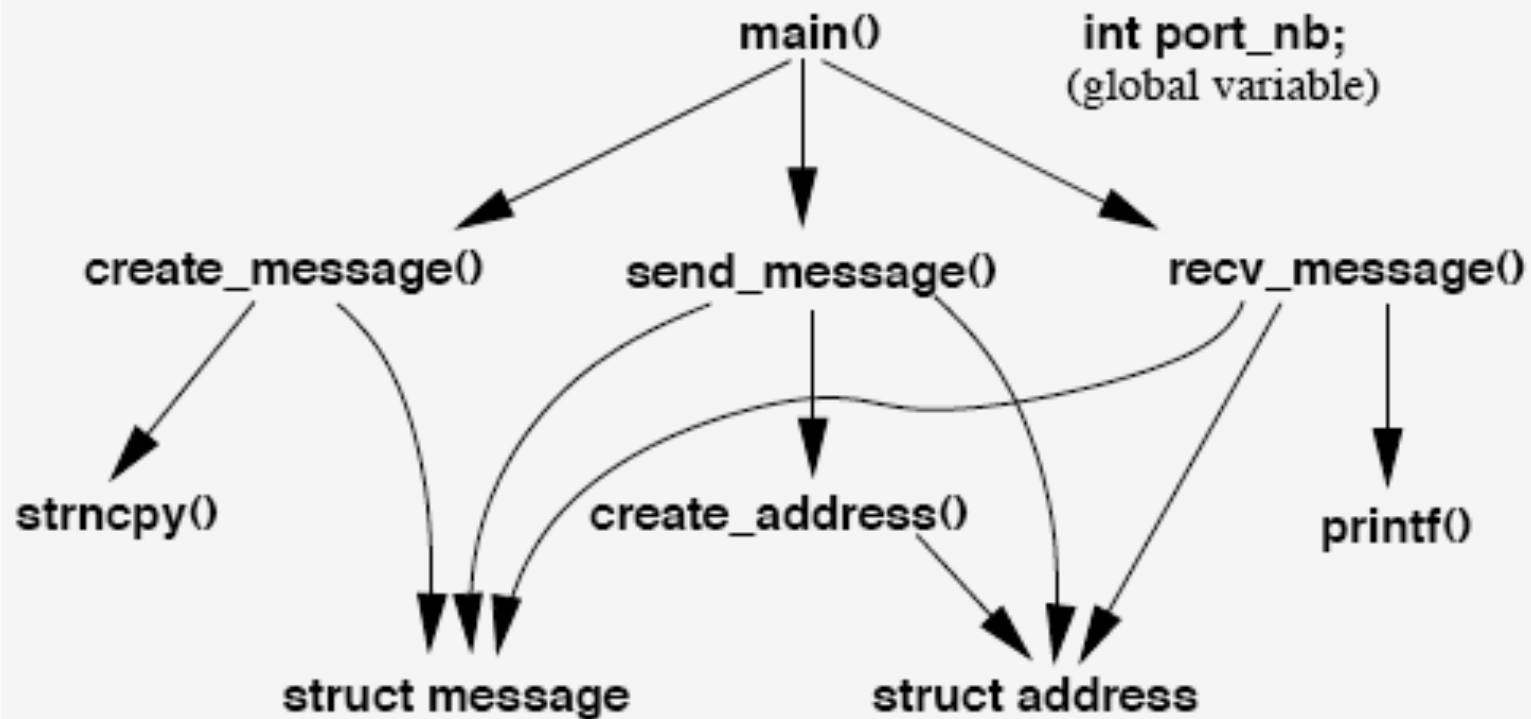 main()
int port_nb;
(global variable)
create_message()
send_message()
recv_message()
strncpy()
create_address()
printf()
struct message
struct address